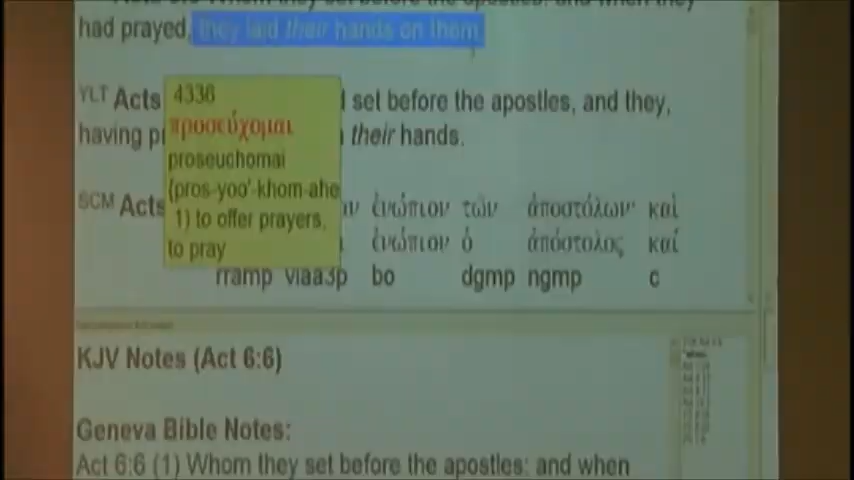 had prayed, they laid their hands on them.
YLT Acts
set before the apostles, and they,
having
their hands.
4336
προσεύχομαι
proseuchomai
(pros-yoo'-khom-ahe
1) to offer prayers,
to pray
SCM Acts
ἐνώπιον τῶν ἀποστόλων· καὶ
ἐνώπιον ὁ ἀπόστολος καί
rramp viaa3p bo dgmp ngmp c
KJV Notes (Act 6:6)
Geneva Bible Notes:
Act 6:6 (1) Whom they set before the apostles: and when